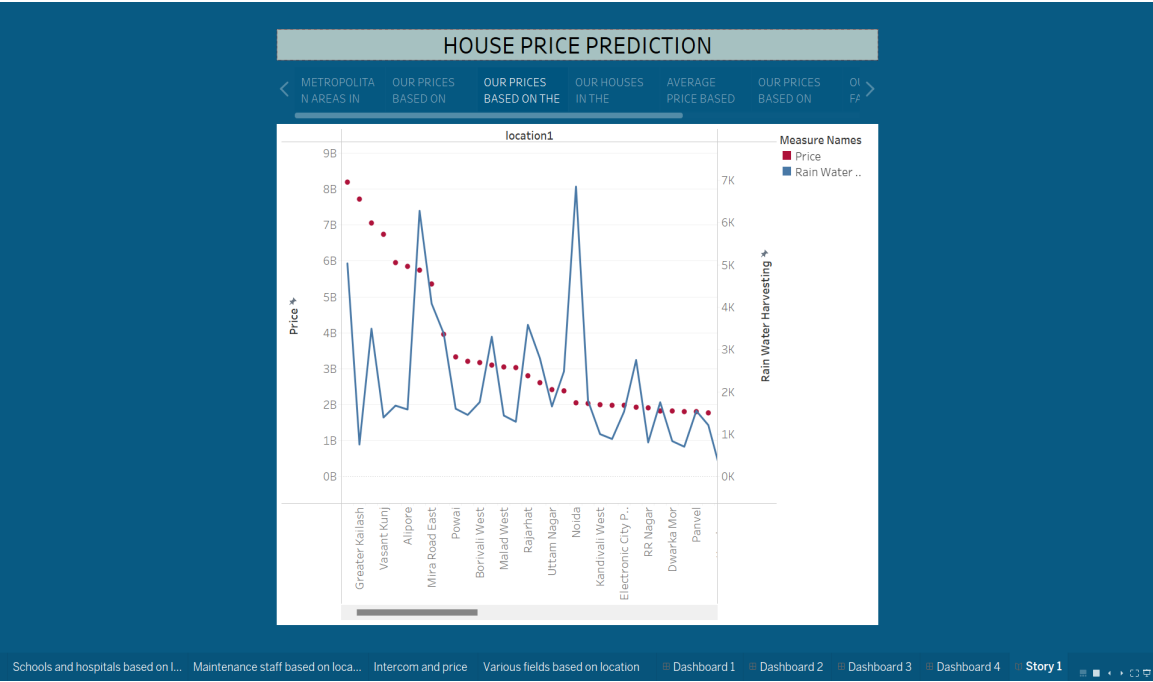 HOUSE PRICE PREDICTION
METROPOLITA
N AREAS IN
OUR PRICES
BASED ON
OUR PRICES
BASED ON THE
OUR HOUSES
IN THE
AVERAGE
PRICE BASED
OUR PRICES
BASED ON
location1
Measure Names
Price
Rain Water ..
9B
8B
7B
6B
5B
4B
3B
2B
1B
0B
Price
7K
6K
5K
4K
3K
2K
1K
0K
Rain Water Harvesting
Greater Kailash
Vasant Kunj
Alipore
Mira Road East
Powai
Borivali West
Malad West
Rajarhat
Uttam Nagar
Noida
Kandivali West
Electronic City P..
RR Nagar
Dwarka Mor
Panvel
Schools and hospitals based on l... Maintenance staff based on loca... Intercom and price Various fields based on location Dashboard 1 Dashboard 2 Dashboard 3 Dashboard 4 Story 1